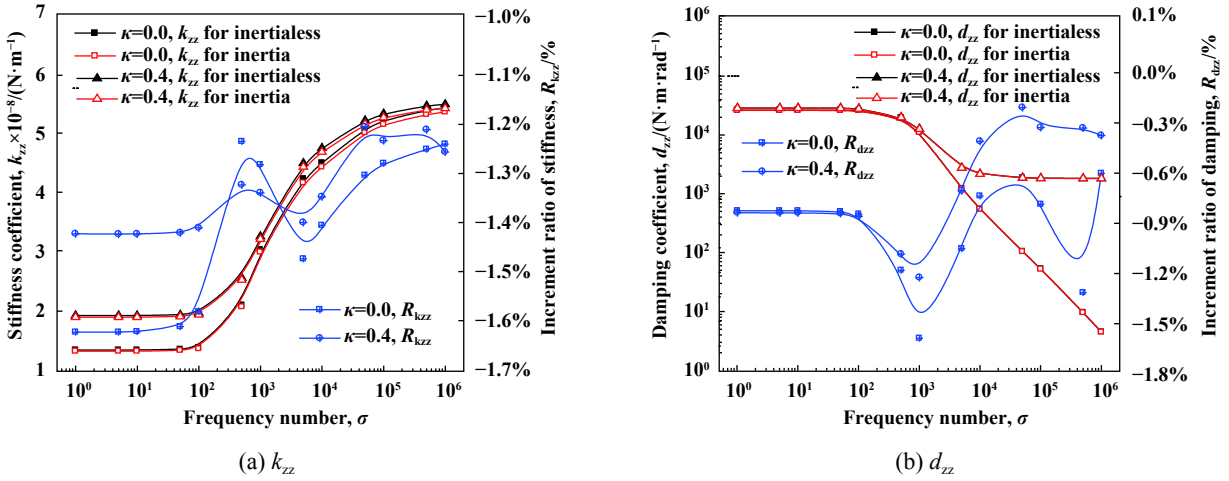 7
6
5
4
3
2
1
Stiffness coefficient, k_zz×10⁻⁸/(N·m⁻¹)
κ=0.0, k_zz for inertialess
κ=0.0, k_zz for inertia
κ=0.4, k_zz for inertialess
κ=0.4, k_zz for inertia
κ=0.0, R_kzz
κ=0.4, R_kzz
−1.0%
−1.1%
−1.2%
−1.3%
−1.4%
−1.5%
−1.6%
−1.7%
Increment ratio of stiffness, R_kzz/%
10⁰ 10¹ 10² 10³ 10⁴ 10⁵ 10⁶
Frequency number, σ
(a) k_zz
10⁶
10⁵
10⁴
10³
10²
10¹
10⁰
Damping coefficient, d_zz/(N·m·rad⁻¹)
κ=0.0, d_zz for inertialess
κ=0.0, d_zz for inertia
κ=0.4, d_zz for inertialess
κ=0.4, d_zz for inertia
κ=0.0, R_dzz
κ=0.4, R_dzz
0.1%
0.0%
−0.3%
−0.6%
−0.9%
−1.2%
−1.5%
−1.8%
Increment ratio of damping, R_dzz/%
10⁰ 10¹ 10² 10³ 10⁴ 10⁵ 10⁶
Frequency number, σ
(b) d_zz